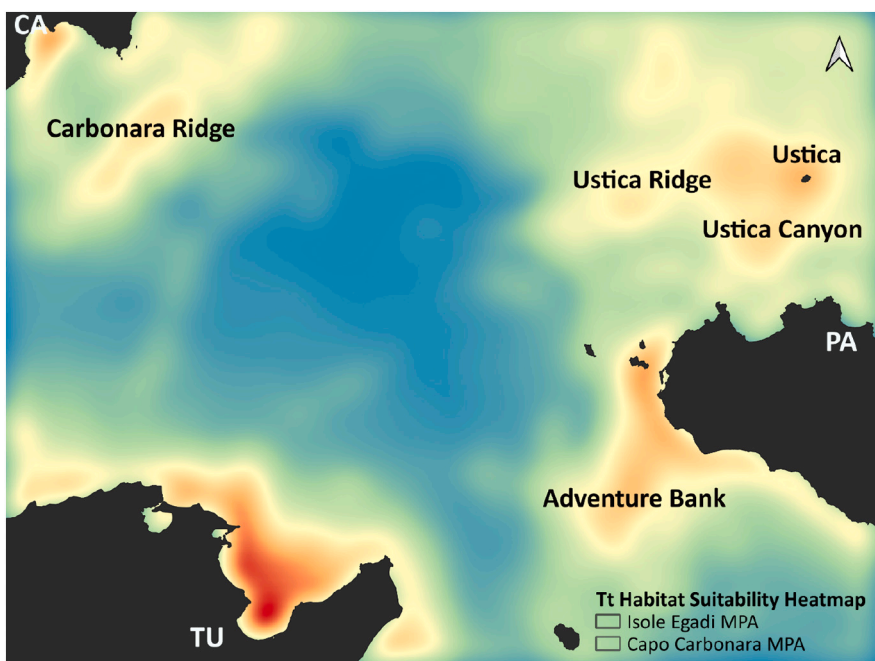 CA
Carbonara Ridge
Ustica
Ustica Ridge
Ustica Canyon
PA
Adventure Bank
TU
Tt Habitat Suitability Heatmap
Isole Egadi MPA
Capo Carbonara MPA